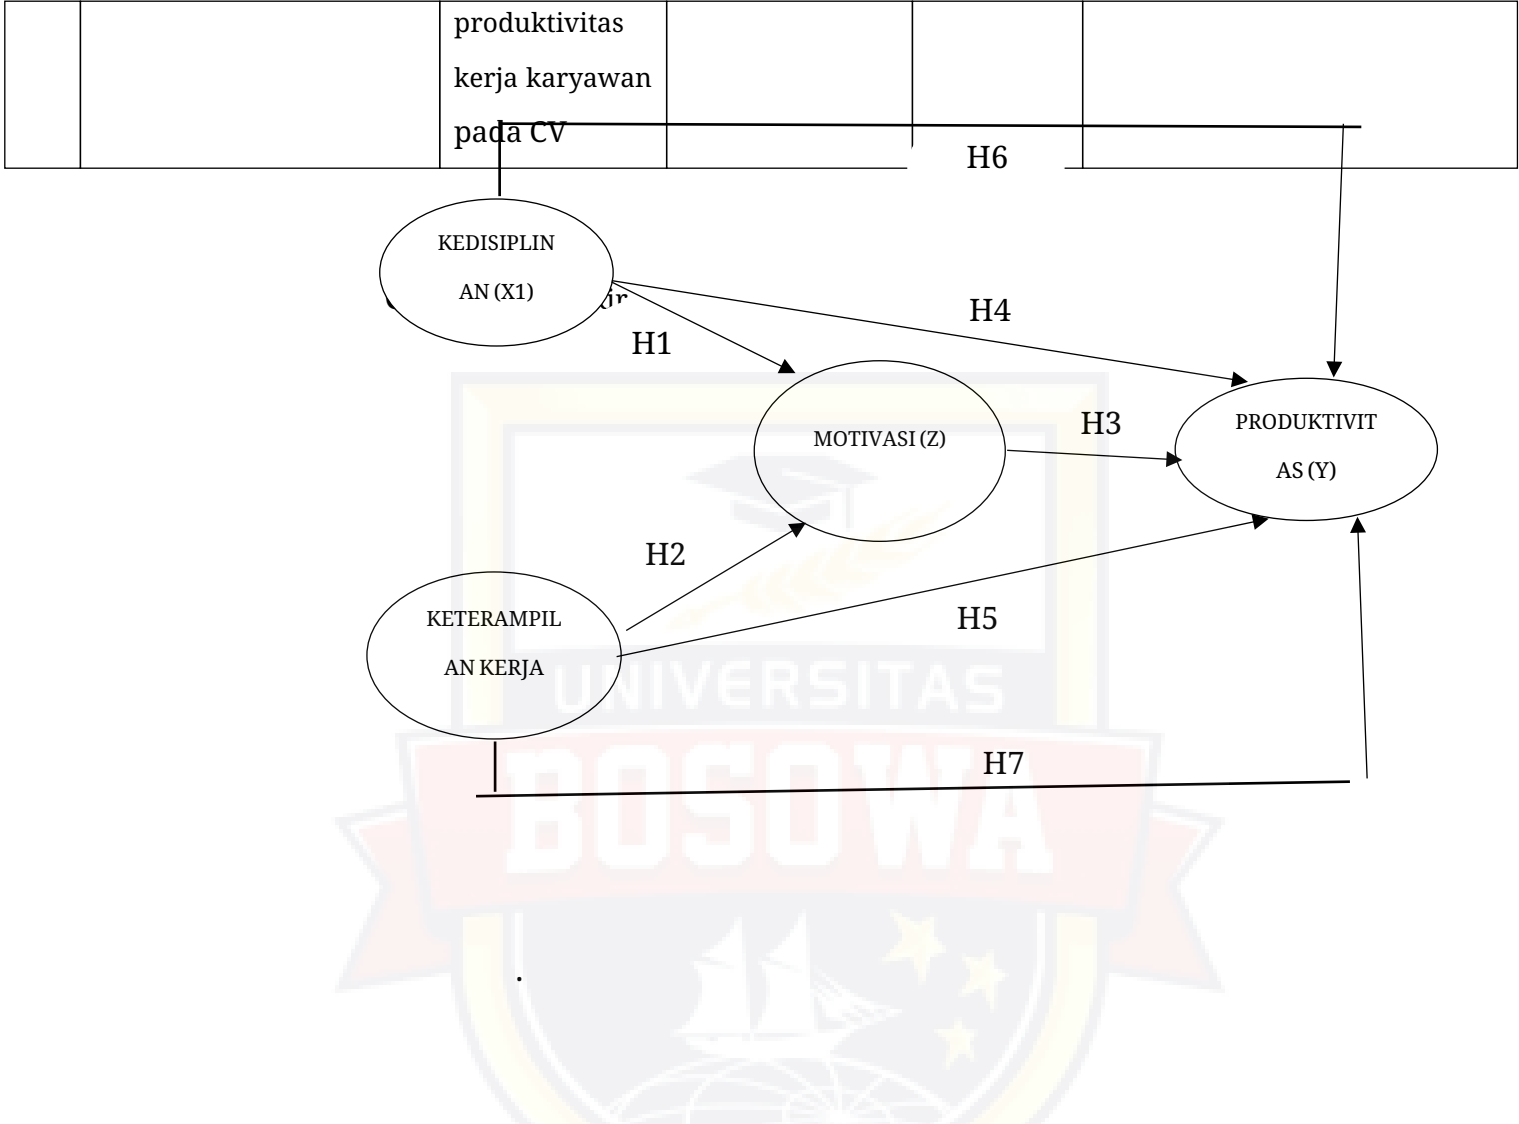 produktivitas
kerja karyawan
pada CV
H6
KEDISIPLIN
AN (X1)
H4
H1
H3
MOTIVASI (Z)
PRODUKTIVIT
AS (Y)
H2
KETERAMPIL
AN KERJA
H5
UNIVERSITAS
H7
BOSOWA
.